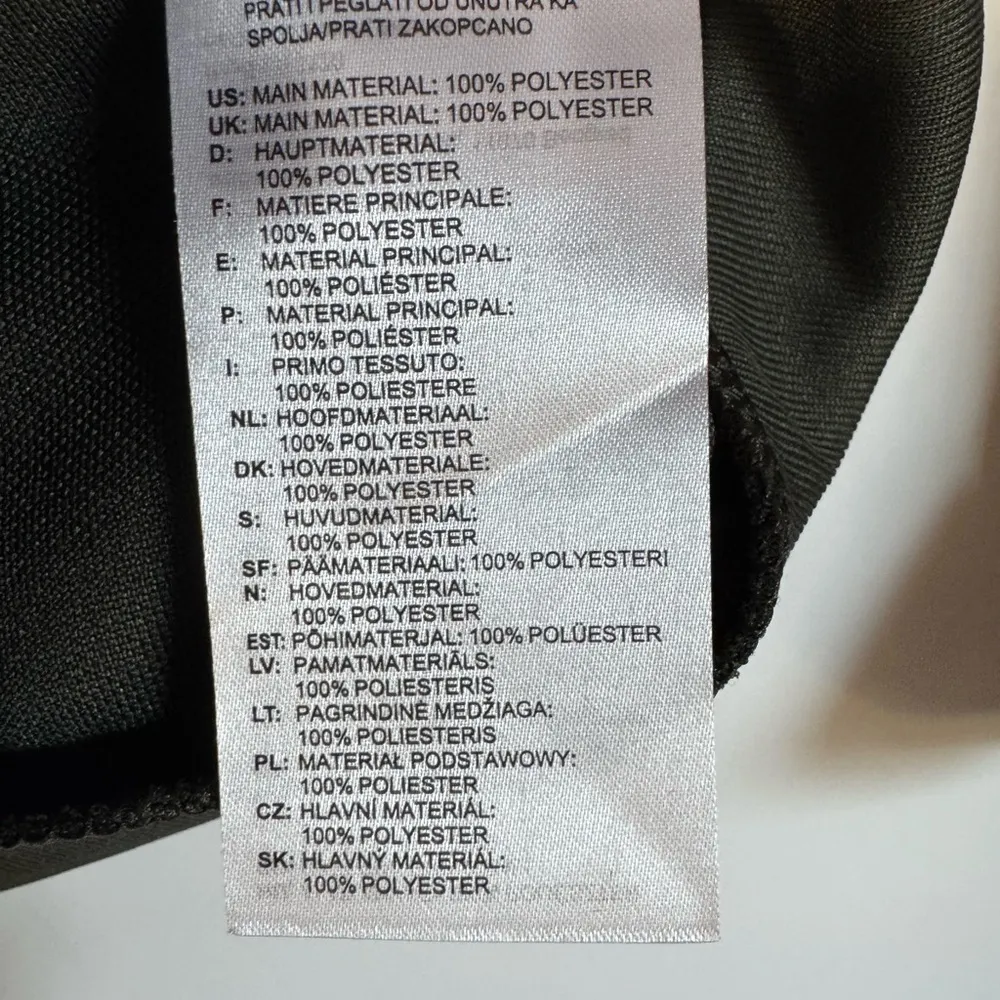 PRATI I PEGLATI OD UNUTRA KA
SPOLJA/PRATI ZAKOPCANO
US: MAIN MATERIAL: 100% POLYESTER
UK: MAIN MATERIAL: 100% POLYESTER
D: HAUPTMATERIAL:
100% POLYESTER
F: MATIERE PRINCIPALE:
100% POLYESTER
E: MATERIAL PRINCIPAL:
100% POLIÉSTER
P: MATERIAL PRINCIPAL:
100% POLIÉSTER
I: PRIMO TESSUTO:
100% POLIESTERE
NL: HOOFDMATERIAAL:
100% POLYESTER
DK: HOVEDMATERIALE:
100% POLYESTER
S: HUVUDMATERIAL:
100% POLYESTER
SF: PÄÄMATERIAALI: 100% POLYESTERI
N: HOVEDMATERIAL:
100% POLYESTER
EST: PÕHIMATERJAL: 100% POLÜESTER
LV: PAMATMATERIĀLS:
100% POLIESTERIS
LT: PAGRINDINĖ MEDŽIAGA:
100% POLIESTERIS
PL: MATERIAŁ PODSTAWOWY:
100% POLIESTER
CZ: HLAVNÍ MATERIÁL:
100% POLYESTER
SK: HLAVNÝ MATERIÁL:
100% POLYESTER